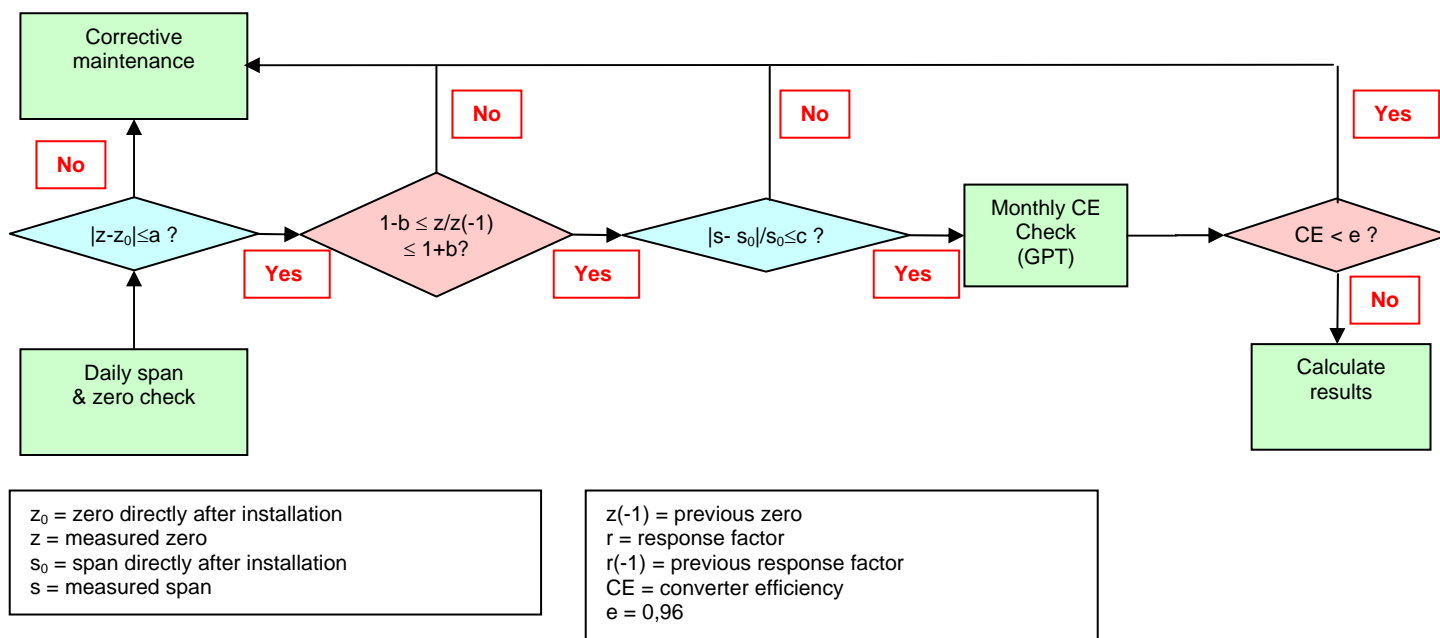 Corrective
maintenance
No
No
No
Yes
|z-z₀|≤a ?
1-b ≤ z/z(-1)
≤ 1+b?
|s- s₀|/s₀≤c ?
Monthly CE
Check
(GPT)
CE < e ?
Yes
Yes
Yes
No
Daily span
& zero check
Calculate
results
z₀ = zero directly after installation
z = measured zero
s₀ = span directly after installation
s = measured span
z(-1) = previous zero
r = response factor
r(-1) = previous response factor
CE = converter efficiency
e = 0,96